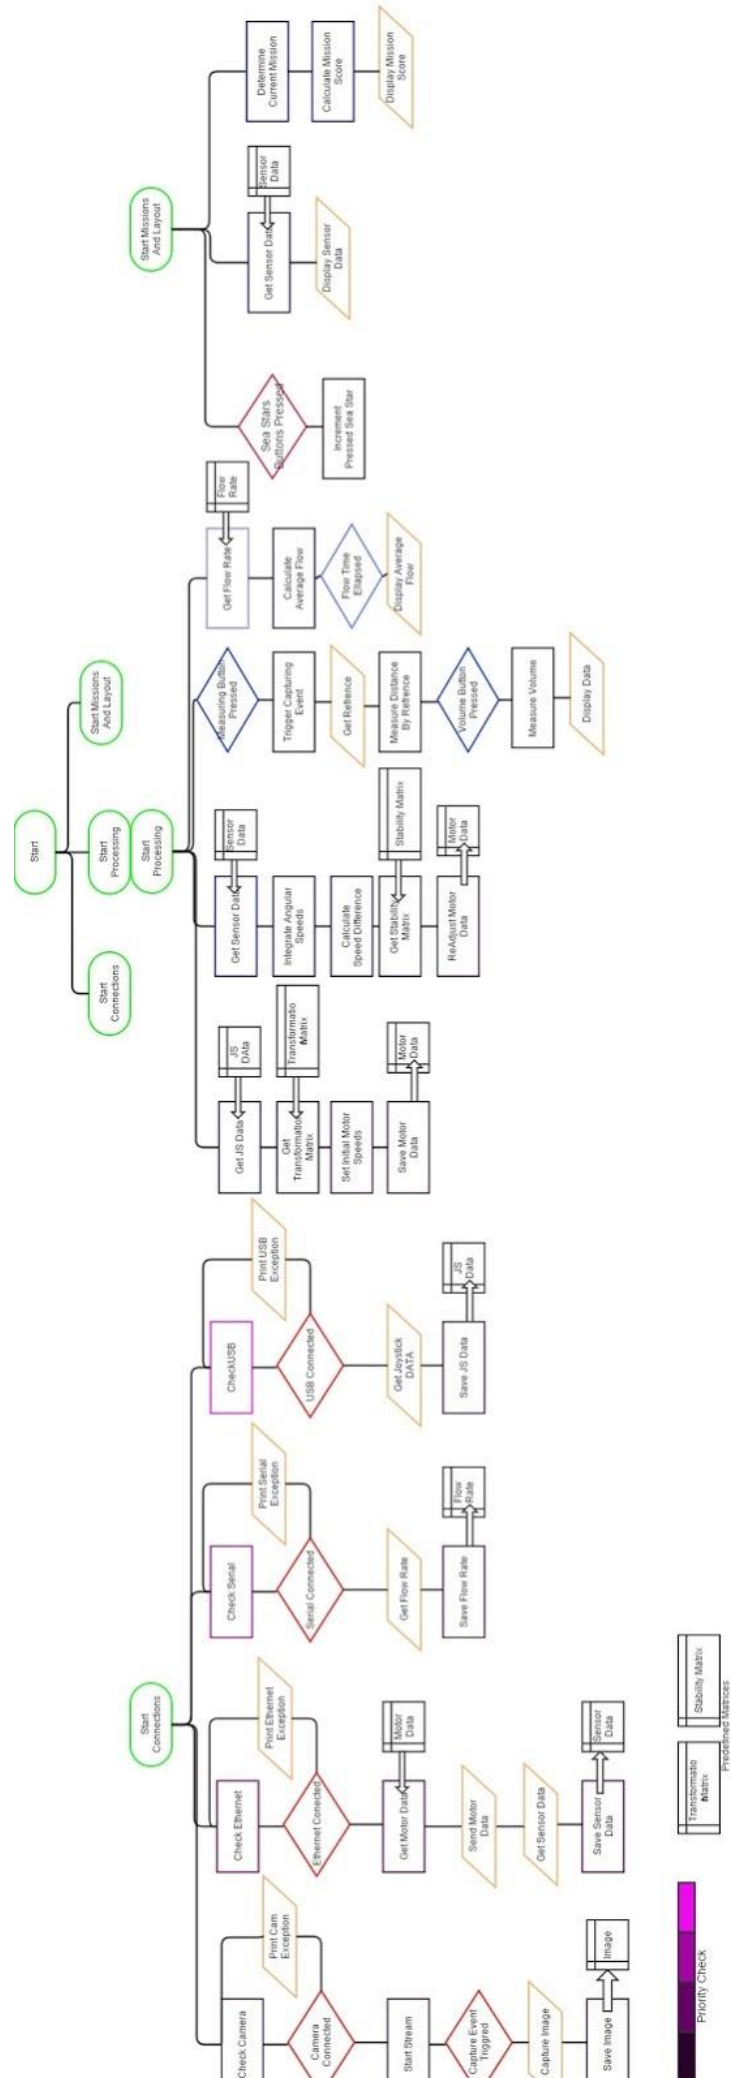 Start
Start
Connections
Start
Processing
Start Missions
And Layout
Start
Connections
Check Camera
Print Cam
Exception
Camera
Connected
Start Stream
Capture Event
Triggred
Capture Image
Save Image
Image
Check Ethernet
Print Ethernet
Exception
Ethernet Conected
Get Motor Data
Motor
Data
Send Motor
Data
Get Sensor Data
Save Sensor
Data
Sensor
Data
Check Serial
Print Serial
Exception
Serial Connected
Get Flow Rate
Save Flow Rate
Flow
Rate
CheckUSB
Print USB
Exception
USB Connected
Get Joystick
DATA
Save JS Data
JS
Data
Start
Processing
Get JS Data
JS
DAta
Get
Transformatio
Matrix
Transformatio
Matrix
Set Initial Motor
Speeds
Save Motor
Data
Motor
Data
Get Sensor Data
Sensor
Data
Integrate Angular
Speeds
Calculate
Speed Difference
Get Stability
Matrix
Stability Matrix
ReAdjust Motor
Data
Motor
Data
Measuring Button
Pressed
Trigger Capturing
Event
Get Refrence
Measure Distance
By Refrence
Volume Button
Pressed
Measure Volume
Display Data
Get Flow Rate
Flow
Rate
Calculate
Average Flow
Flow Time
Ellapsed
Display Average
Flow
Start Missions
And Layout
Sea Stars
Buttons Pressed
Increment
Pressed Sea Star
Get Sensor Data
Sensor
Data
Display Sensor
Data
Determine
Current Mission
Calculate Mission
Score
Display Mission
Score
Priority Check
Transformatio
Matrix
Stability Matrix
Predefined Matrices